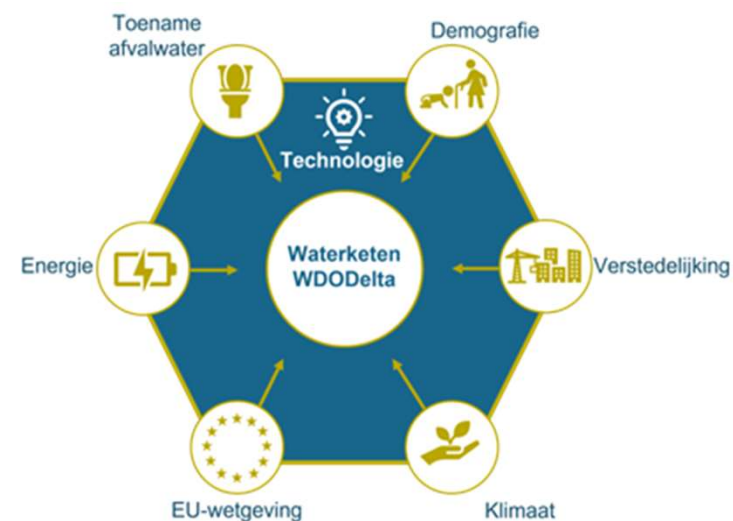 Toename
afvalwater
Demografie
Technologie
Energie
Waterketen
WDODelta
Verstedelijking
EU-wetgeving
Klimaat